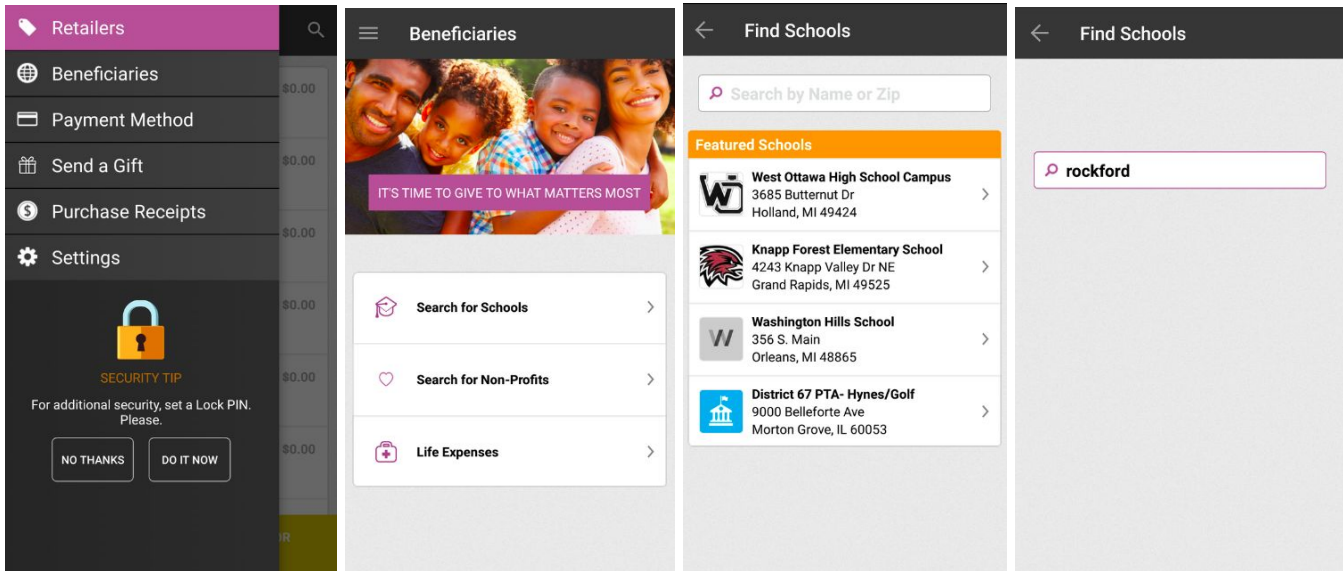 Retailers
Beneficiaries
Payment Method
Send a Gift
Purchase Receipts
Settings
SECURITY TIP
For additional security, set a Lock PIN.
Please.
NO THANKS
DO IT NOW
$0.00
$0.00
$0.00
$0.00
$0.00
$0.00
OR
Beneficiaries
IT'S TIME TO GIVE TO WHAT MATTERS MOST
Search for Schools
Search for Non-Profits
Life Expenses
Find Schools
Search by Name or Zip
Featured Schools
West Ottawa High School Campus
3685 Butternut Dr
Holland, MI 49424
Knapp Forest Elementary School
4243 Knapp Valley Dr NE
Grand Rapids, MI 49525
W
Washington Hills School
356 S. Main
Orleans, MI 48865
District 67 PTA- Hynes/Golf
9000 Belleforte Ave
Morton Grove, IL 60053
Find Schools
rockford